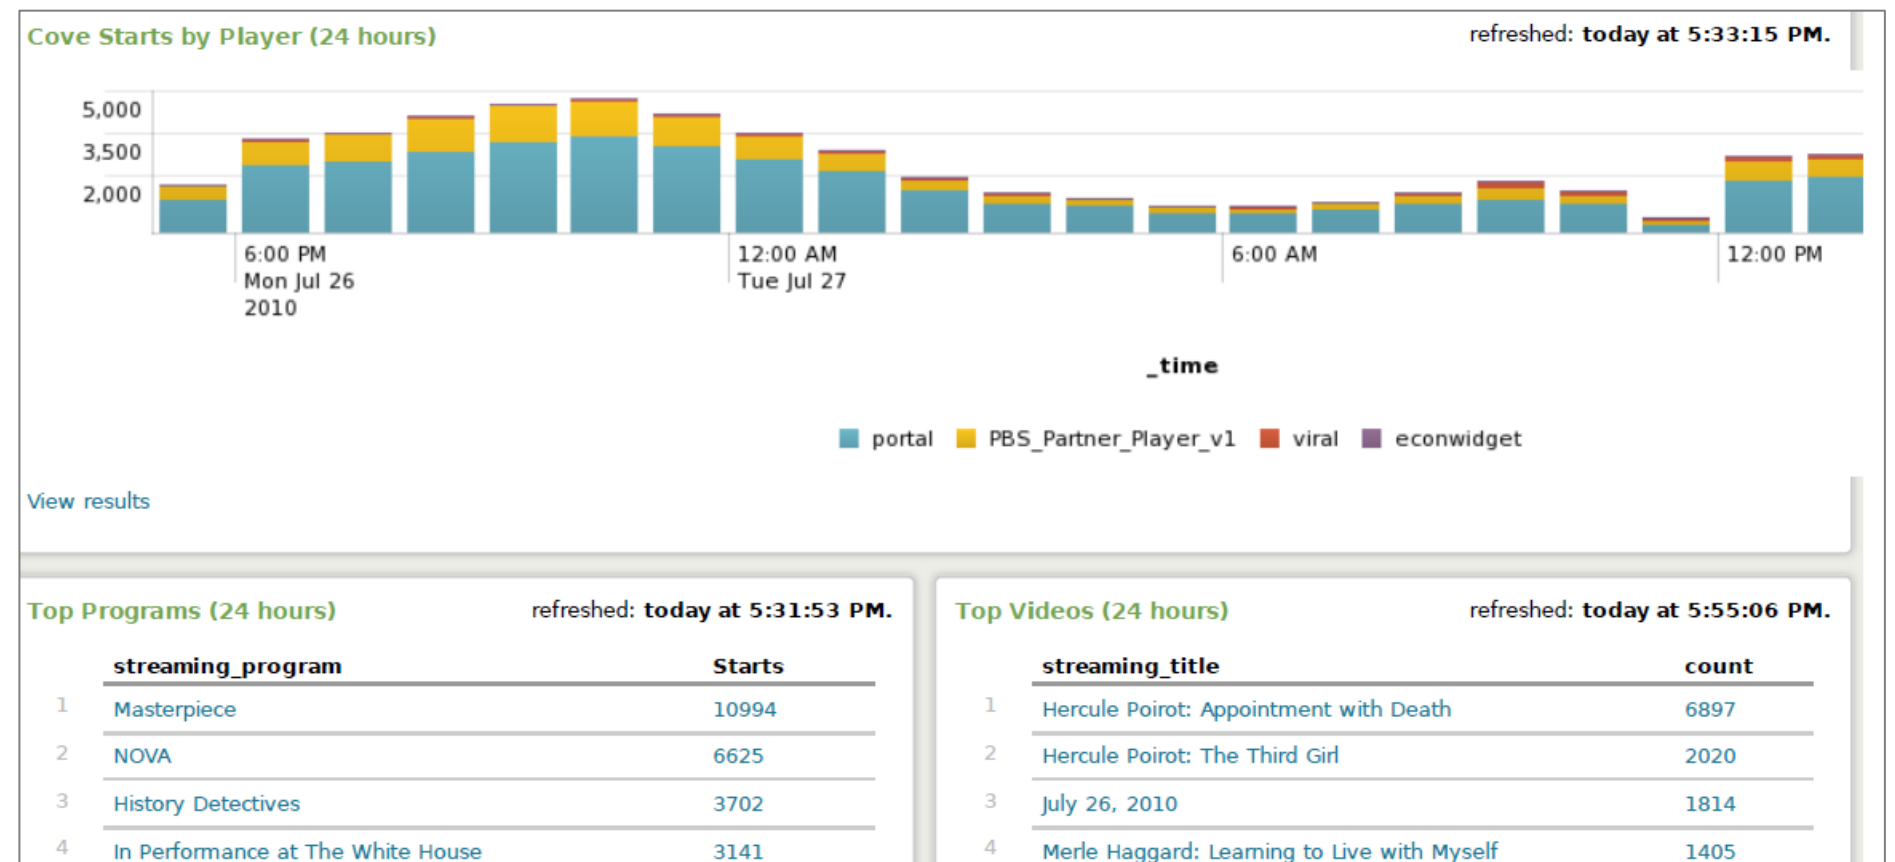 Cove Starts by Player (24 hours) refreshed: today at 5:33:15 PM.
5,000
3,500
2,000
6:00 PM 12:00 AM 6:00 AM 12:00 PM
Mon Jul 26 Tue Jul 27
2010
_time
portal PBS_Partner_Player_v1 viral econwidget
View results
Top Programs (24 hours) refreshed: today at 5:31:53 PM.
streaming_program Starts
1 Masterpiece 10994
2 NOVA 6625
3 History Detectives 3702
4 In Performance at The White House 3141
Top Videos (24 hours) refreshed: today at 5:55:06 PM.
streaming_title count
1 Hercule Poirot: Appointment with Death 6897
2 Hercule Poirot: The Third Girl 2020
3 July 26, 2010 1814
4 Merle Haggard: Learning to Live with Myself 1405